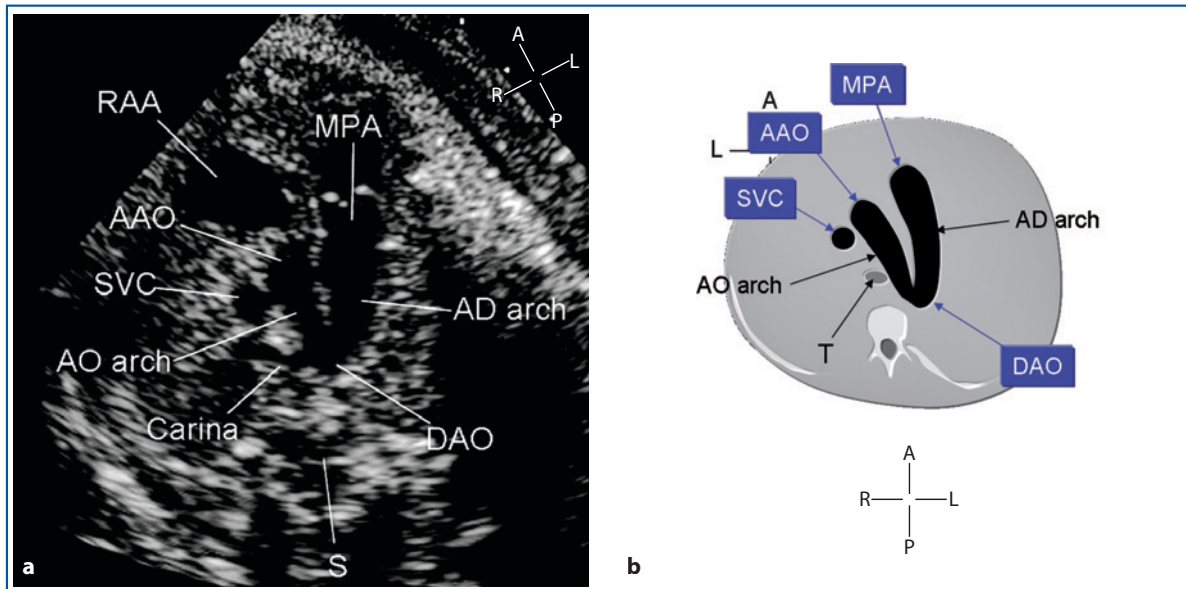 A
L
R
P
RAA
MPA
AAO
SVC
AD arch
AO arch
Carina
DAO
S
a
MPA
A
AAO
L
SVC
AD arch
AO arch
T
DAO
A
R L
P
b